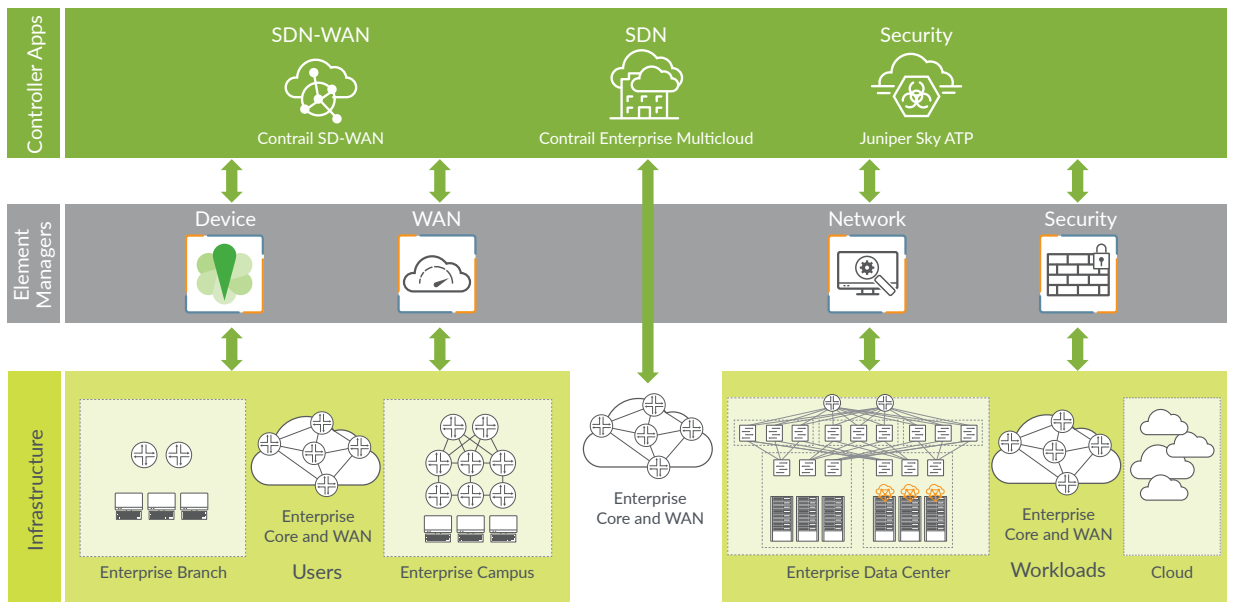 Controller Apps
SDN-WAN
SDN
Security
Contrail SD-WAN
Contrail Enterprise Multicloud
Juniper Sky ATP
Element
Managers
Device
WAN
Network
Security
Infrastructure
Enterprise
Core and WAN
Enterprise Branch
Users
Enterprise Campus
Enterprise
Core and WAN
Enterprise Data Center
Enterprise
Core and WAN
Workloads
Cloud